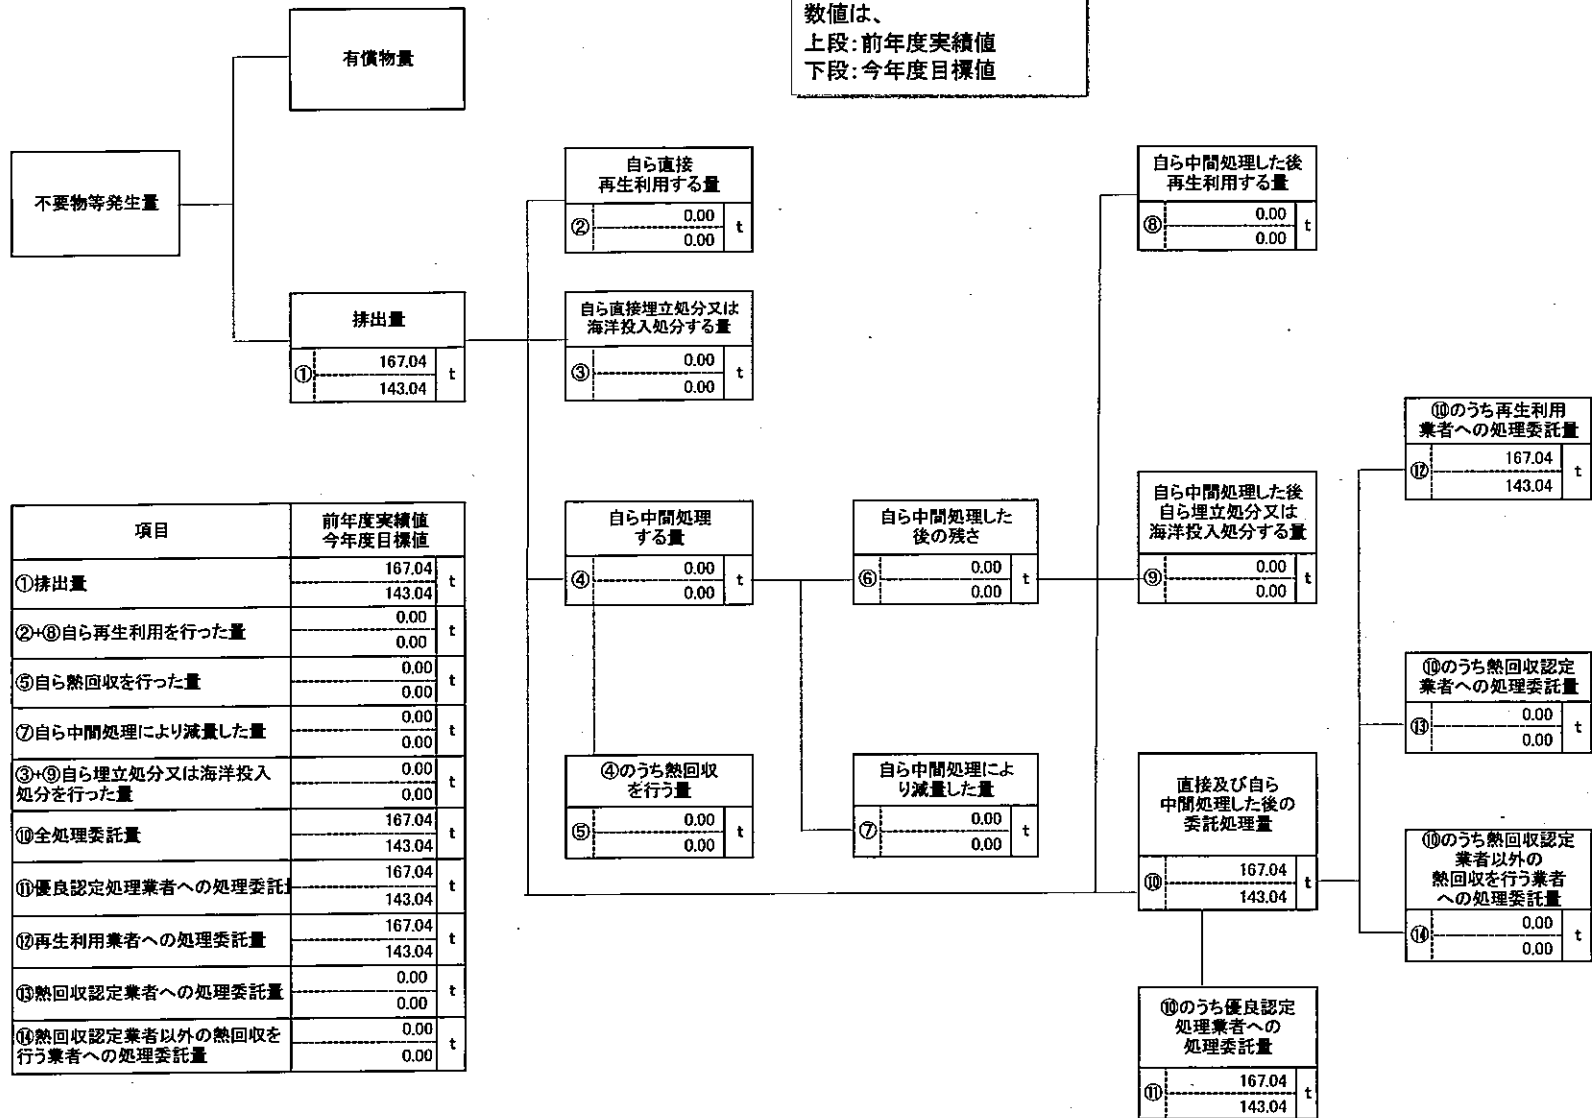 数値は、
上段:前年度実績値
下段:今年度目標値
有償物量
不要物等発生量
排出量
① 167.04 t
143.04
自ら直接
再生利用する量
② 0.00 t
0.00
自ら直接埋立処分又は
海洋投入処分する量
③ 0.00 t
0.00
自ら中間処理
する量
④ 0.00 t
0.00
④のうち熱回収
を行う量
⑤ 0.00 t
0.00
自ら中間処理した
後の残さ
⑥ 0.00 t
0.00
自ら中間処理によ
り減量した量
⑦ 0.00 t
0.00
自ら中間処理した後
再生利用する量
⑧ 0.00 t
0.00
自ら中間処理した後
自ら埋立処分又は
海洋投入処分する量
⑨ 0.00 t
0.00
直接及び自ら
中間処理した後の
委託処理量
⑩ 167.04 t
143.04
⑩のうち優良認定
処理業者への
処理委託量
⑪ 167.04 t
143.04
⑩のうち再生利用
業者への処理委託量
⑫ 167.04 t
143.04
⑩のうち熱回収認定
業者への処理委託量
⑬ 0.00 t
0.00
⑩のうち熱回収認定
業者以外の
熱回収を行う業者
への処理委託量
⑭ 0.00 t
0.00
項目 前年度実績値
今年度目標値
①排出量 167.04 t
143.04
②+⑧自ら再生利用を行った量 0.00 t
0.00
⑤自ら熱回収を行った量 0.00 t
0.00
⑦自ら中間処理により減量した量 0.00 t
0.00
③+⑨自ら埋立処分又は海洋投入
処分を行った量 0.00 t
0.00
⑩全処理委託量 167.04 t
143.04
⑪優良認定処理業者への処理委託 167.04 t
143.04
⑫再生利用業者への処理委託量 167.04 t
143.04
⑬熱回収認定業者への処理委託量 0.00 t
0.00
⑭熱回収認定業者以外の熱回収を
行う業者への処理委託量 0.00 t
0.00